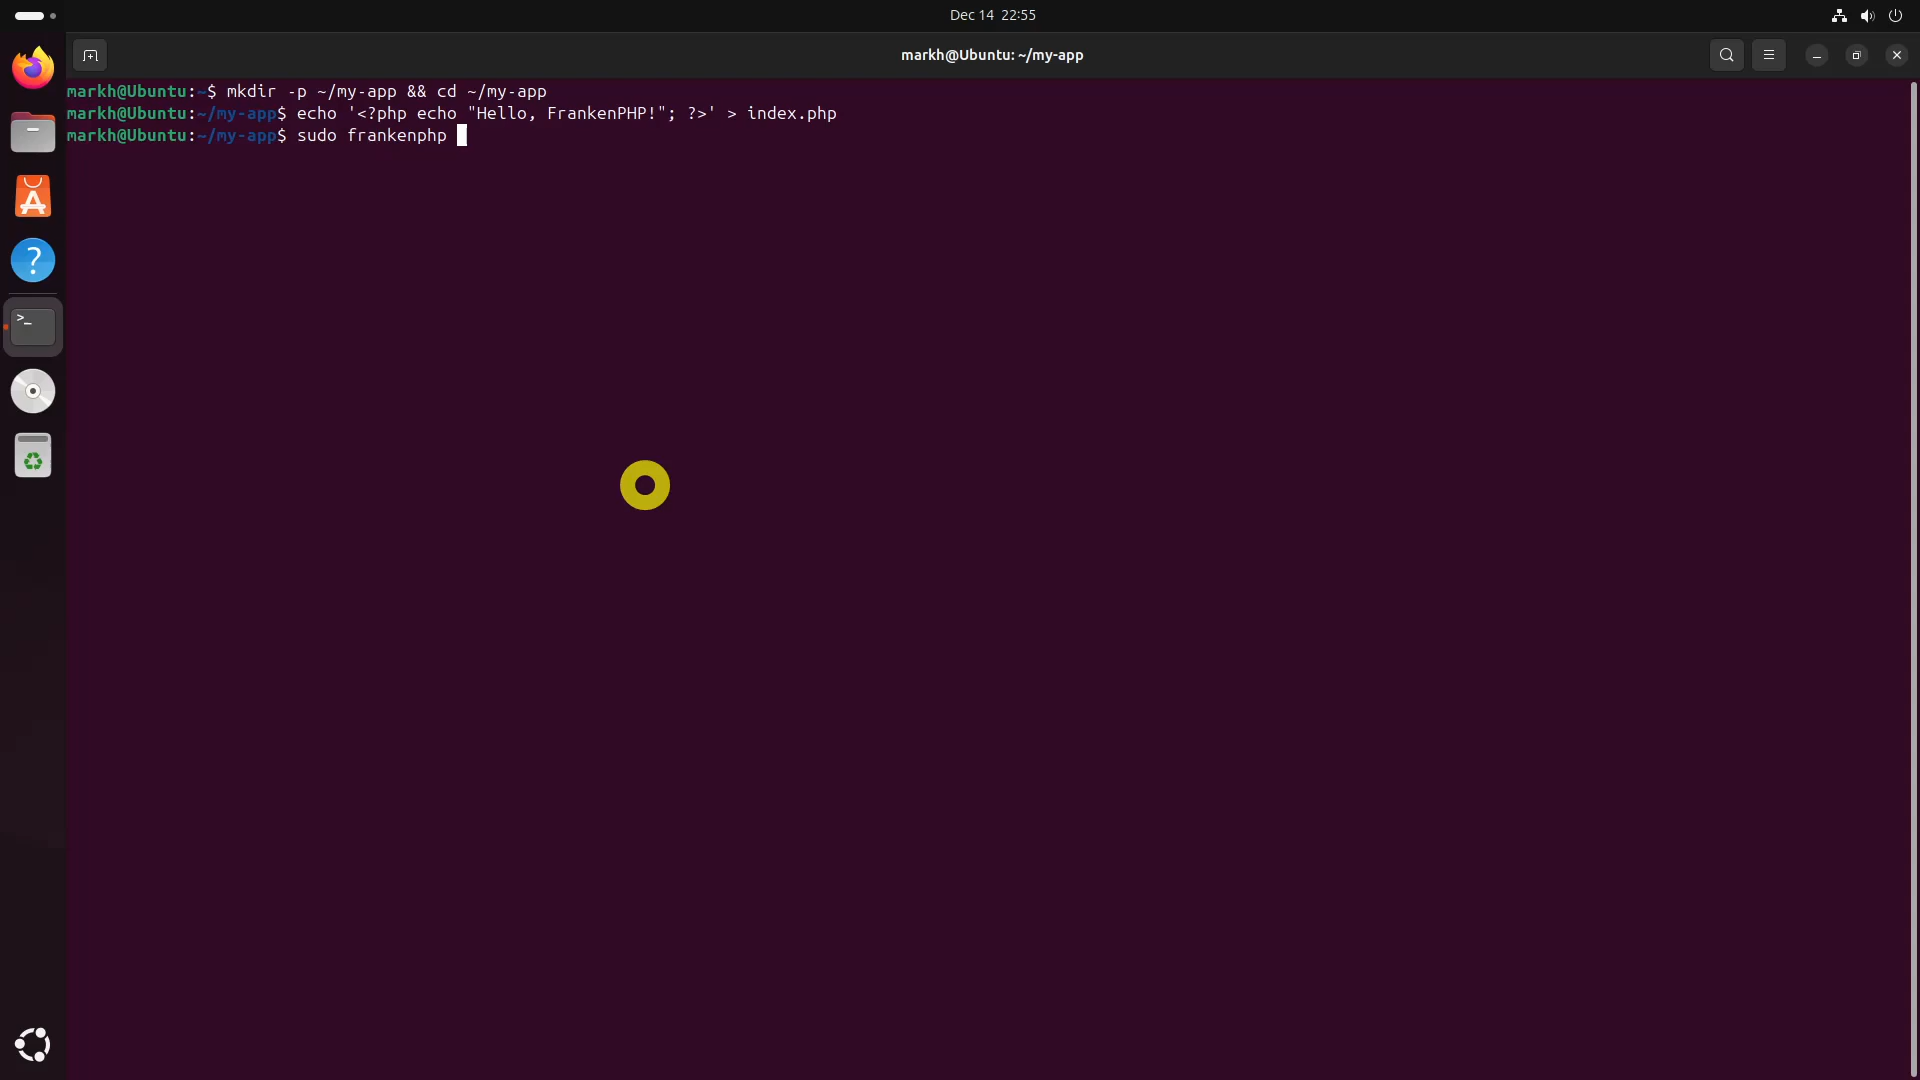 Dec 14 22:55
markh@Ubuntu: ~/my-app
markh@Ubuntu:~$ mkdir -p ~/my-app && cd ~/my-app
markh@Ubuntu:~/my-app$ echo '<?php echo "Hello, FrankenPHP!"; ?>' > index.php
markh@Ubuntu:~/my-app$ sudo frankenphp